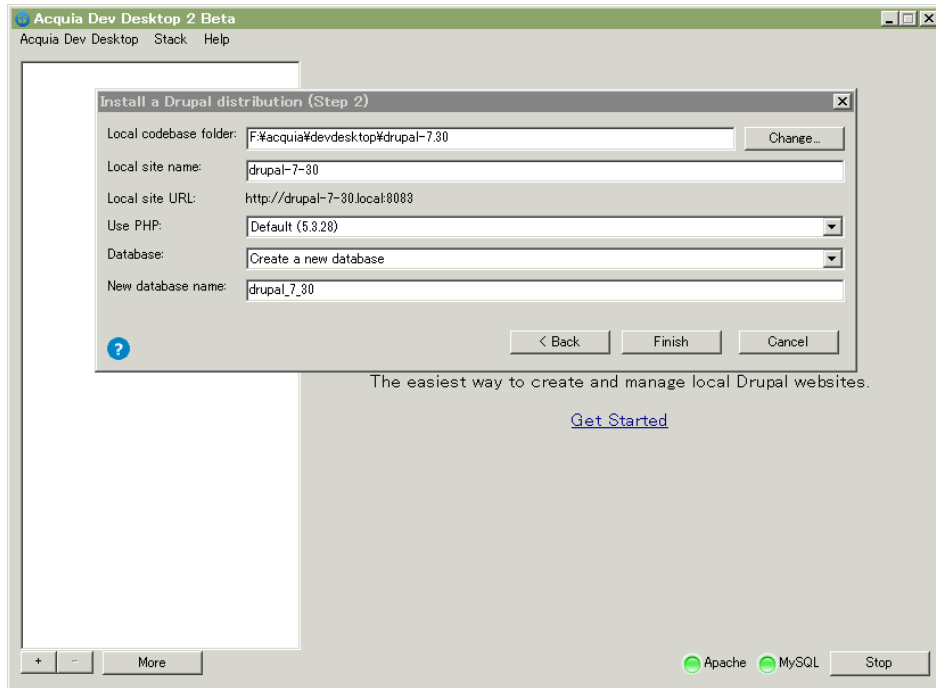 Acquia Dev Desktop 2 Beta
Acquia Dev Desktop Stack Help
Install a Drupal distribution (Step 2)
Local codebase folder: F:¥acquia¥devdesktop¥drupal-7.30 Change...
Local site name: drupal-7-30
Local site URL: http://drupal-7-30.local:8083
Use PHP: Default (5.3.28)
Database: Create a new database
New database name: drupal_7_30
? < Back Finish Cancel
The easiest way to create and manage local Drupal websites.
Get Started
+ - More Apache MySQL Stop